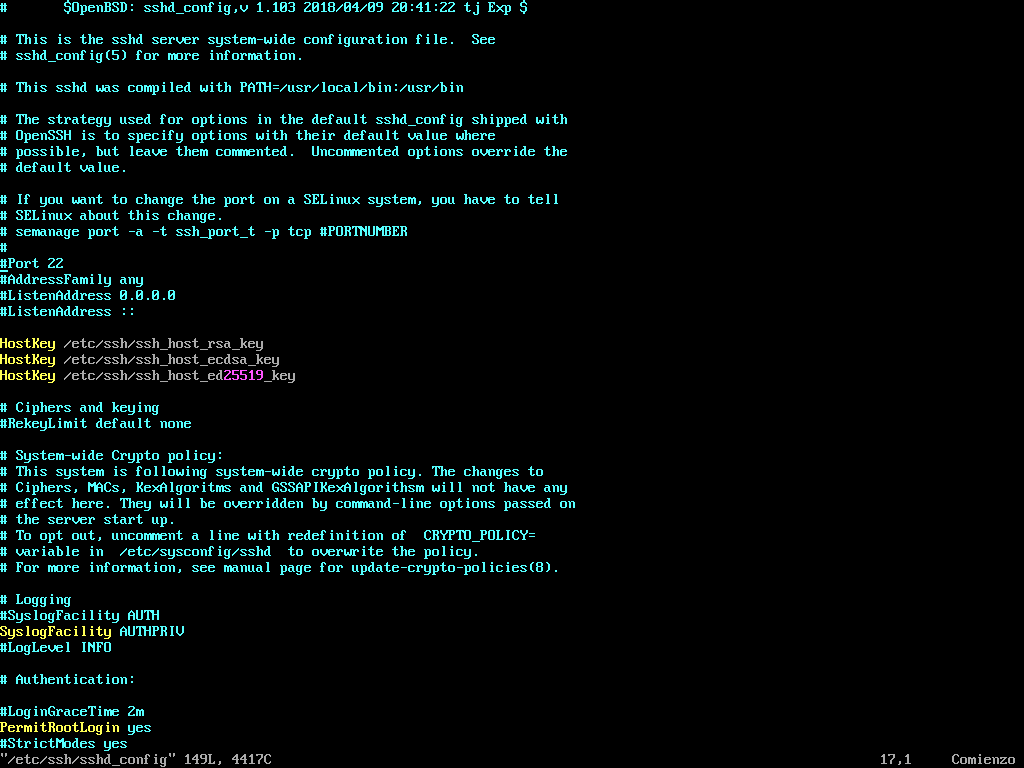 #       $OpenBSD: sshd_config,v 1.103 2018/04/09 20:41:22 tj Exp $

# This is the sshd server system-wide configuration file.  See
# sshd_config(5) for more information.

# This sshd was compiled with PATH=/usr/local/bin:/usr/bin

# The strategy used for options in the default sshd_config shipped with
# OpenSSH is to specify options with their default value where
# possible, but leave them commented.  Uncommented options override the
# default value.

# If you want to change the port on a SELinux system, you have to tell
# SELinux about this change.
# semanage port -a -t ssh_port_t -p tcp #PORTNUMBER
#
#Port 22
#AddressFamily any
#ListenAddress 0.0.0.0
#ListenAddress ::

HostKey /etc/ssh/ssh_host_rsa_key
HostKey /etc/ssh/ssh_host_ecdsa_key
HostKey /etc/ssh/ssh_host_ed25519_key

# Ciphers and keying
#RekeyLimit default none

# System-wide Crypto policy:
# This system is following system-wide crypto policy. The changes to
# Ciphers, MACs, KexAlgoritms and GSSAPIKexAlgorithsm will not have any
# effect here. They will be overridden by command-line options passed on
# the server start up.
# To opt out, uncomment a line with redefinition of  CRYPTO_POLICY=
# variable in  /etc/sysconfig/sshd  to overwrite the policy.
# For more information, see manual page for update-crypto-policies(8).

# Logging
#SyslogFacility AUTH
SyslogFacility AUTHPRIV
#LogLevel INFO

# Authentication:

#LoginGraceTime 2m
PermitRootLogin yes
#StrictModes yes
"/etc/ssh/sshd_config" 149L, 4417C 17,1 Comienzo